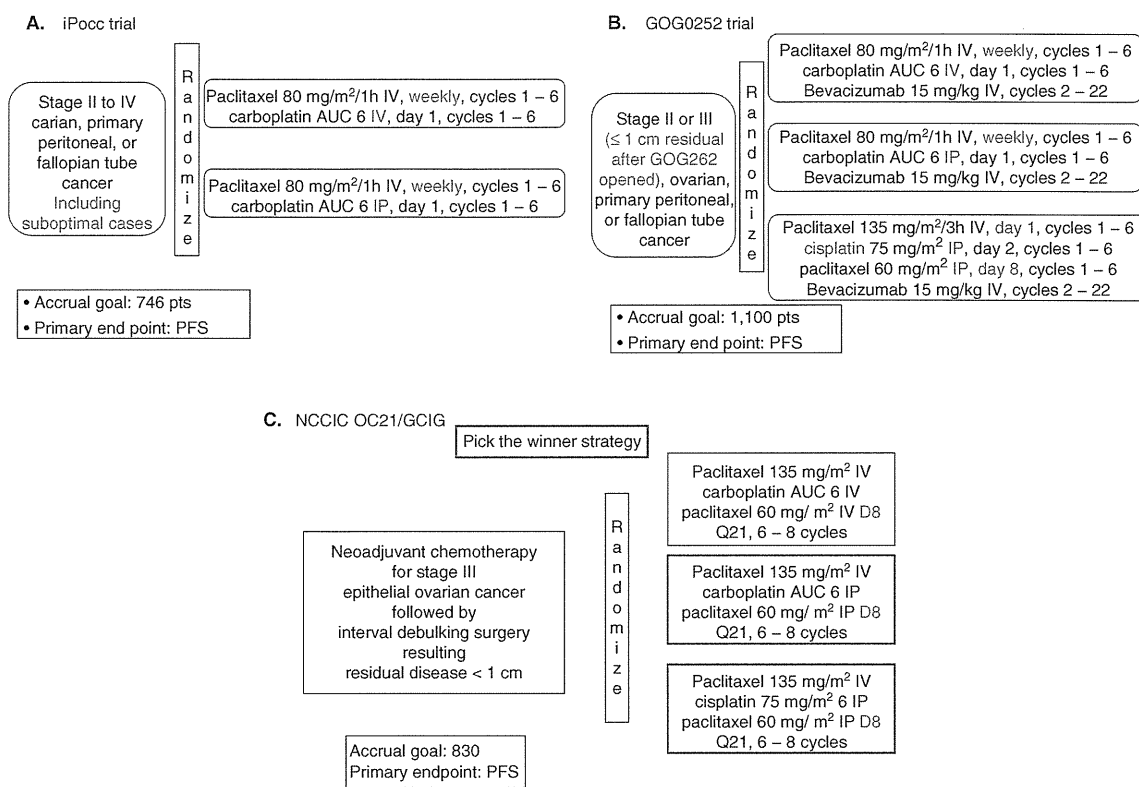 A. iPocc trial
Stage II to IV
carian, primary
peritoneal, or
fallopian tube
cancer
Including
suboptimal cases
Randomize
Paclitaxel 80 mg/m²/1h IV, weekly, cycles 1 – 6
carboplatin AUC 6 IV, day 1, cycles 1 – 6
Paclitaxel 80 mg/m²/1h IV, weekly, cycles 1 – 6
carboplatin AUC 6 IP, day 1, cycles 1 – 6
• Accrual goal: 746 pts
• Primary end point: PFS
B. GOG0252 trial
Stage II or III
(≤ 1 cm residual
after GOG262
opened), ovarian,
primary peritoneal,
or fallopian tube
cancer
Randomize
Paclitaxel 80 mg/m²/1h IV, weekly, cycles 1 – 6
carboplatin AUC 6 IV, day 1, cycles 1 – 6
Bevacizumab 15 mg/kg IV, cycles 2 – 22
Paclitaxel 80 mg/m²/1h IV, weekly, cycles 1 – 6
carboplatin AUC 6 IP, day 1, cycles 1 – 6
Bevacizumab 15 mg/kg IV, cycles 2 – 22
Paclitaxel 135 mg/m²/3h IV, day 1, cycles 1 – 6
cisplatin 75 mg/m² IP, day 2, cycles 1 – 6
paclitaxel 60 mg/m² IP, day 8, cycles 1 – 6
Bevacizumab 15 mg/kg IV, cycles 2 – 22
• Accrual goal: 1,100 pts
• Primary end point: PFS
C. NCCIC OC21/GCIG
Pick the winner strategy
Neoadjuvant chemotherapy
for stage III
epithelial ovarian cancer
followed by
interval debulking surgery
resulting
residual disease < 1 cm
Randomize
Paclitaxel 135 mg/m² IV
carboplatin AUC 6 IV
paclitaxel 60 mg/ m² IV D8
Q21, 6 – 8 cycles
Paclitaxel 135 mg/m² IV
carboplatin AUC 6 IP
paclitaxel 60 mg/ m² IP D8
Q21, 6 – 8 cycles
Paclitaxel 135 mg/m² IV
cisplatin 75 mg/m² 6 IP
paclitaxel 60 mg/ m² IP D8
Q21, 6 – 8 cycles
Accrual goal: 830
Primary endpoint: PFS